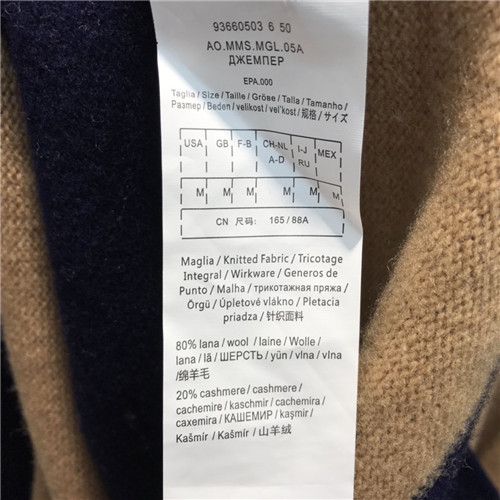 93660503 6 50
AO.MMS.MGL.05A
ДЖЕМПЕР
EPA.000
Taglia / Size / Taille / Größe / Talla / Tamanho /
Размер / Beden / velikost / veľkost / 规格 / サイズ
USA GB F-B CH-NL I-J MEX
A-D RU
M M M M M M
CN 尺码: 165 / 88A
Maglia / Knitted Fabric / Tricotage
Integral / Wirkware / Generos de
Punto / Malha / трикотажная пряжа /
Örgü / Úpletové vlákno / Pletacia
priadza / 针织面料
80% lana / wool / laine / Wolle /
lana / lã / ШЕРСТЬ / yün / vlna / vlna
/绵羊毛
20% cashmere / cashmere /
cachemire / kaschmir / cachemira /
caxemira / КАШЕМИР / kaşmir /
Kašmír / Kašmír / 山羊绒